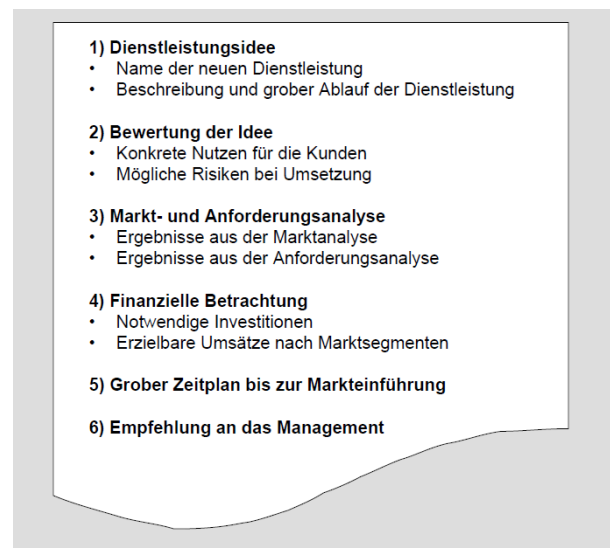 1) Dienstleistungsidee
• Name der neuen Dienstleistung
• Beschreibung und grober Ablauf der Dienstleistung
2) Bewertung der Idee
• Konkrete Nutzen für die Kunden
• Mögliche Risiken bei Umsetzung
3) Markt- und Anforderungsanalyse
• Ergebnisse aus der Marktanalyse
• Ergebnisse aus der Anforderungsanalyse
4) Finanzielle Betrachtung
• Notwendige Investitionen
• Erzielbare Umsätze nach Marktsegmenten
5) Grober Zeitplan bis zur Markteinführung
6) Empfehlung an das Management